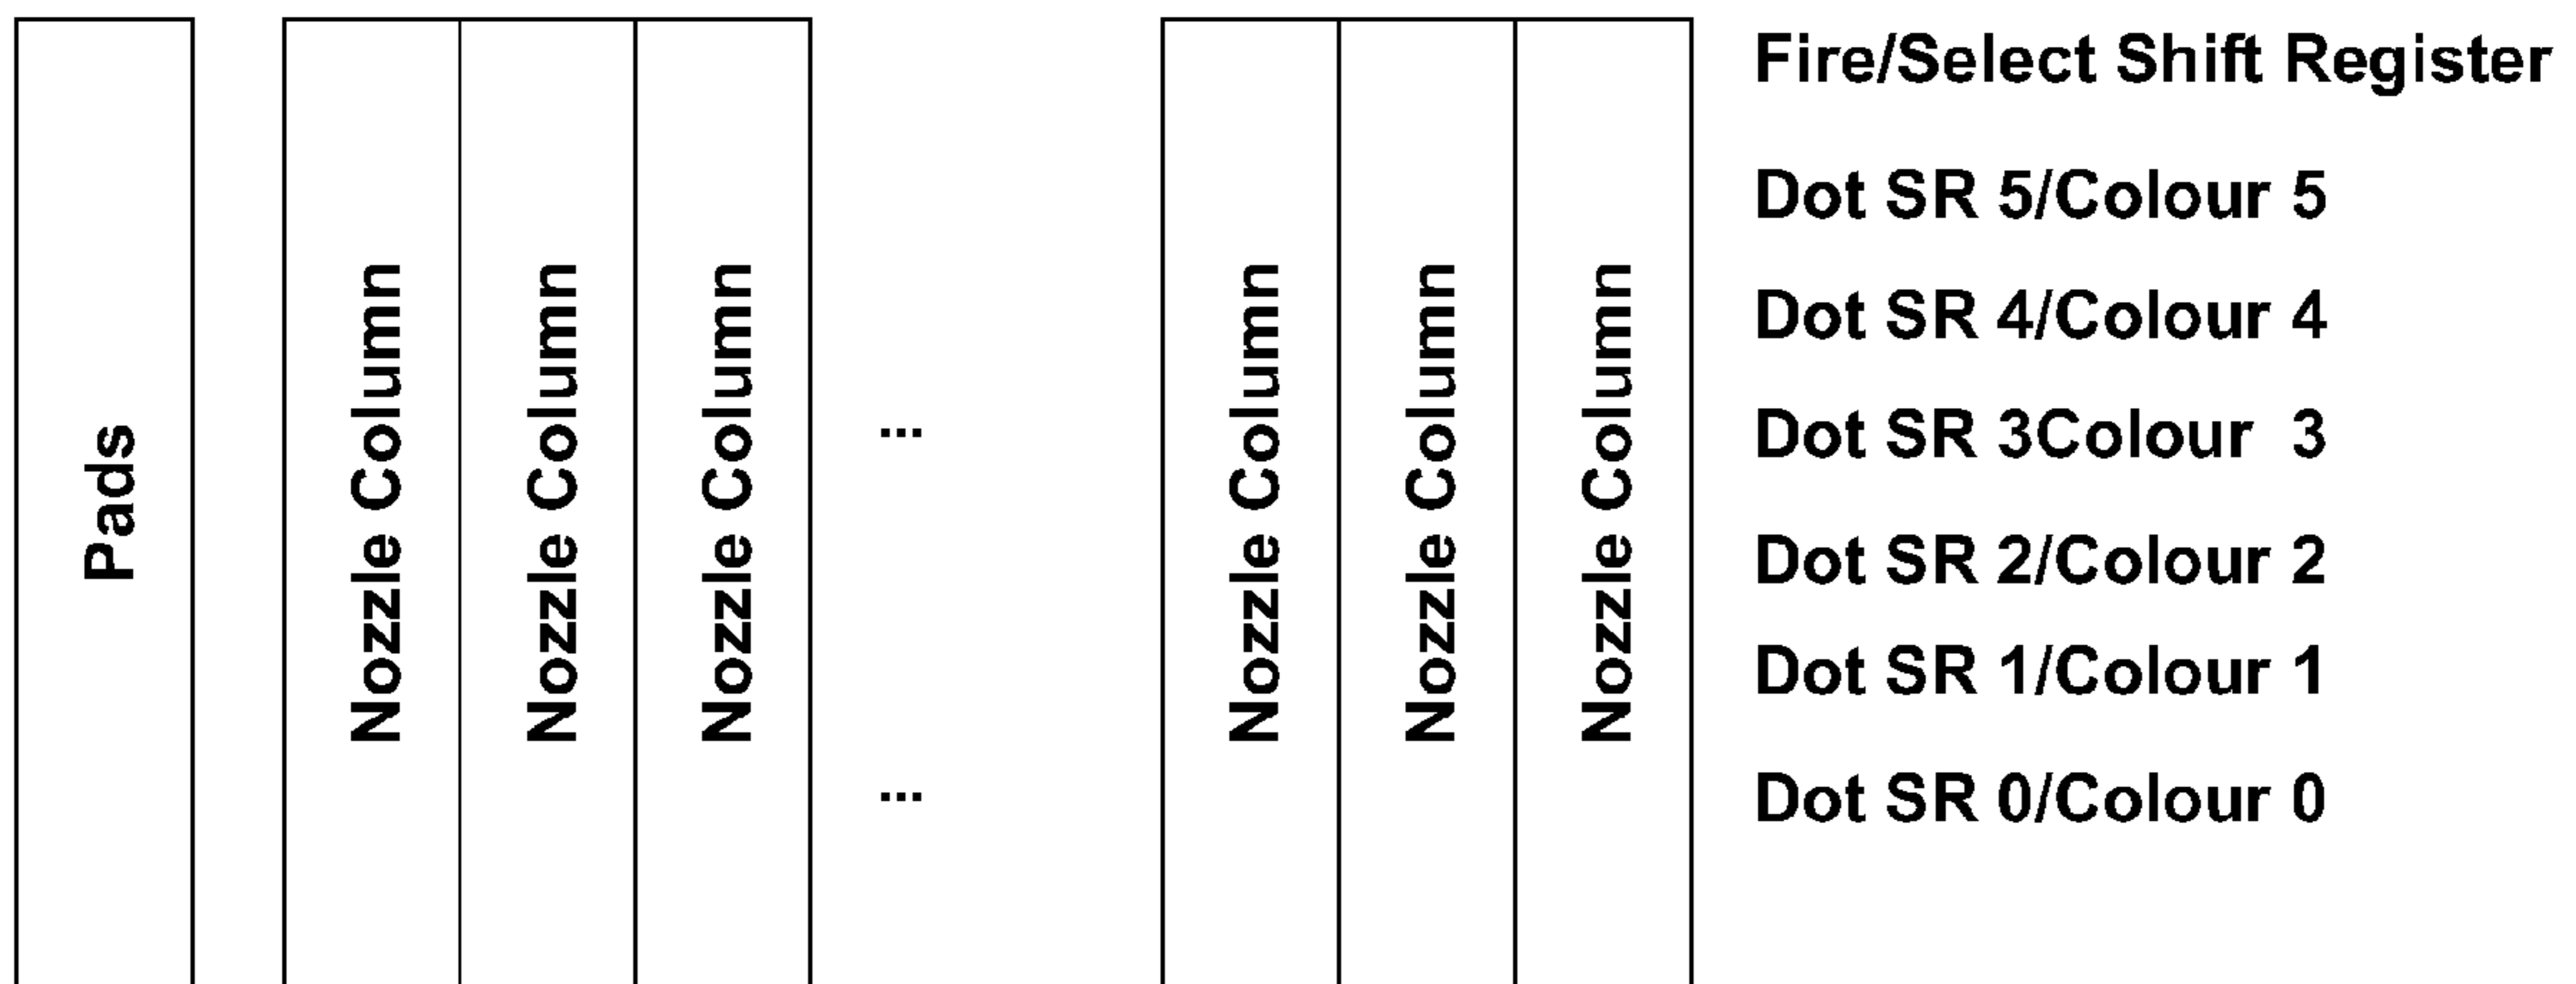 Pads
Nozzle Column
Nozzle Column
Nozzle Column
...
...
Nozzle Column
Nozzle Column
Nozzle Column
Fire/Select Shift Register
Dot SR 5/Colour 5
Dot SR 4/Colour 4
Dot SR 3Colour  3
Dot SR 2/Colour 2
Dot SR 1/Colour 1
Dot SR 0/Colour 0